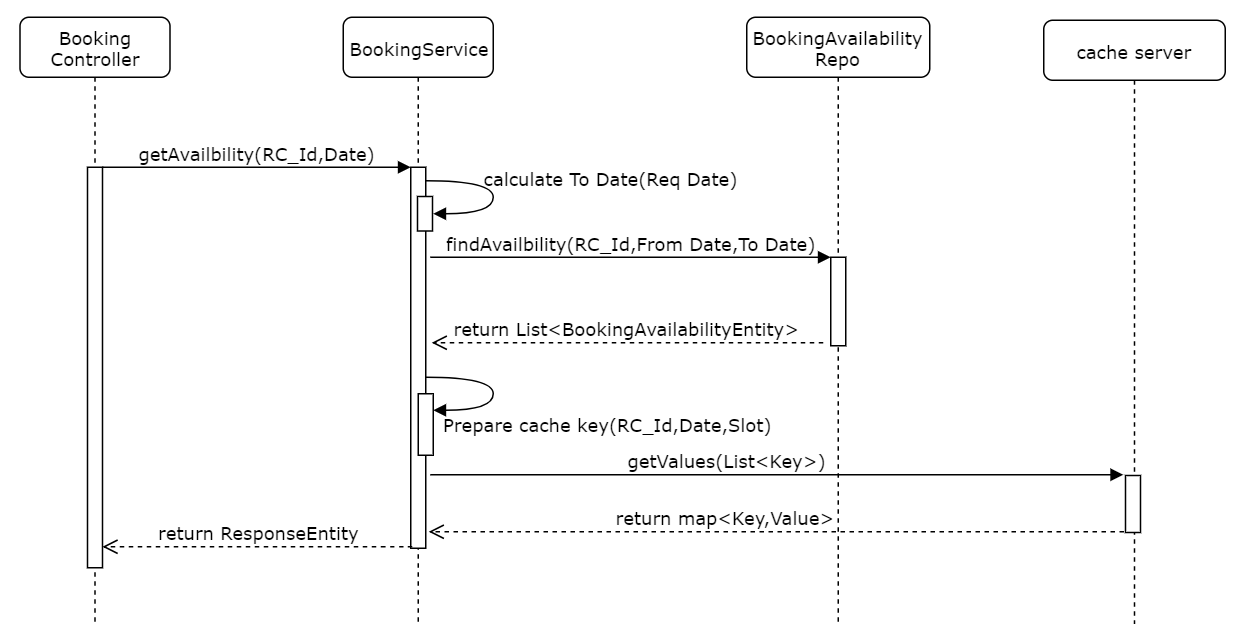 Booking
Controller
BookingService
BookingAvailability
Repo
cache server
getAvailbility(RC_Id,Date)
calculate To Date(Req Date)
findAvailbility(RC_Id,From Date,To Date)
return List<BookingAvailabilityEntity>
Prepare cache key(RC_Id,Date,Slot)
getValues(List<Key>)
return map<Key,Value>
return ResponseEntity